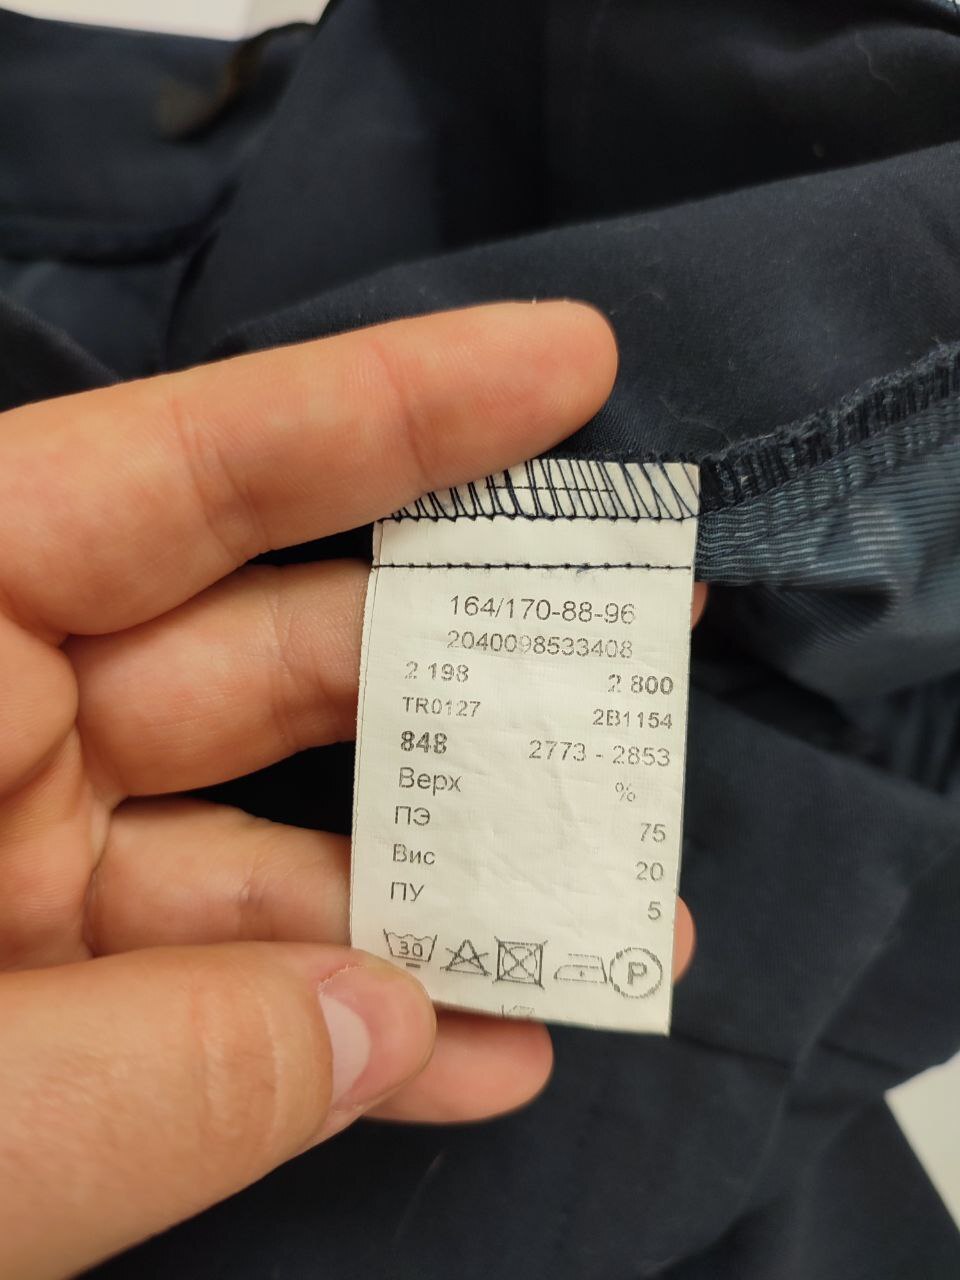 164/170-88-96
2040098533408
2 198 2 800
TR0127 2B1154
848 2773 - 2853
Верх %
ПЭ 75
Вис 20
ПУ 5
30 P